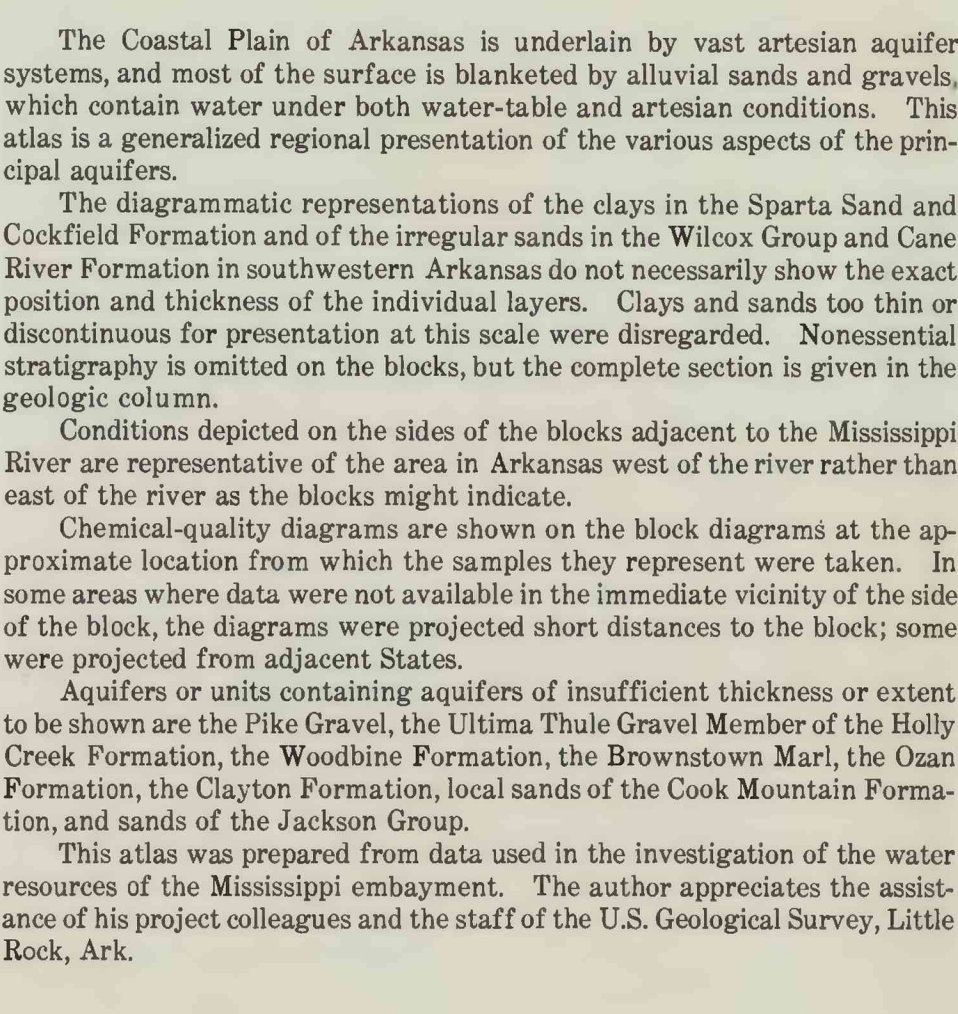 The Coastal Plain of Arkansas is underlain by vast artesian aquifer
systems, and most of the surface is blanketed by alluvial sands and gravels,
which contain water under both water-table and artesian conditions. This
atlas is a generalized regional presentation of the various aspects of the prin-
cipal aquifers.
The diagrammatic representations of the clays in the Sparta Sand and
Cockfield Formation and of the irregular sands in the Wilcox Group and Cane
River Formation in southwestern Arkansas do not necessarily show the exact
position and thickness of the individual layers. Clays and sands too thin or
discontinuous for presentation at this scale were disregarded. Nonessential
stratigraphy is omitted on the blocks, but the complete section is given in the
geologic column.
Conditions depicted on the sides of the blocks adjacent to the Mississippi
River are representative of the area in Arkansas west of the river rather than
east of the river as the blocks might indicate.
Chemical-quality diagrams are shown on the block diagrams at the ap-
proximate location from which the samples they represent were taken. In
some areas where data were not available in the immediate vicinity of the side
of the block, the diagrams were projected short distances to the block; some
were projected from adjacent States.
Aquifers or units containing aquifers of insufficient thickness or extent
to be shown are the Pike Gravel, the Ultima Thule Gravel Member of the Holly
Creek Formation, the Woodbine Formation, the Brownstown Marl, the Ozan
Formation, the Clayton Formation, local sands of the Cook Mountain Forma-
tion, and sands of the Jackson Group.
This atlas was prepared from data used in the investigation of the water
resources of the Mississippi embayment. The author appreciates the assist-
ance of his project colleagues and the staff of the U.S. Geological Survey, Little
Rock, Ark.